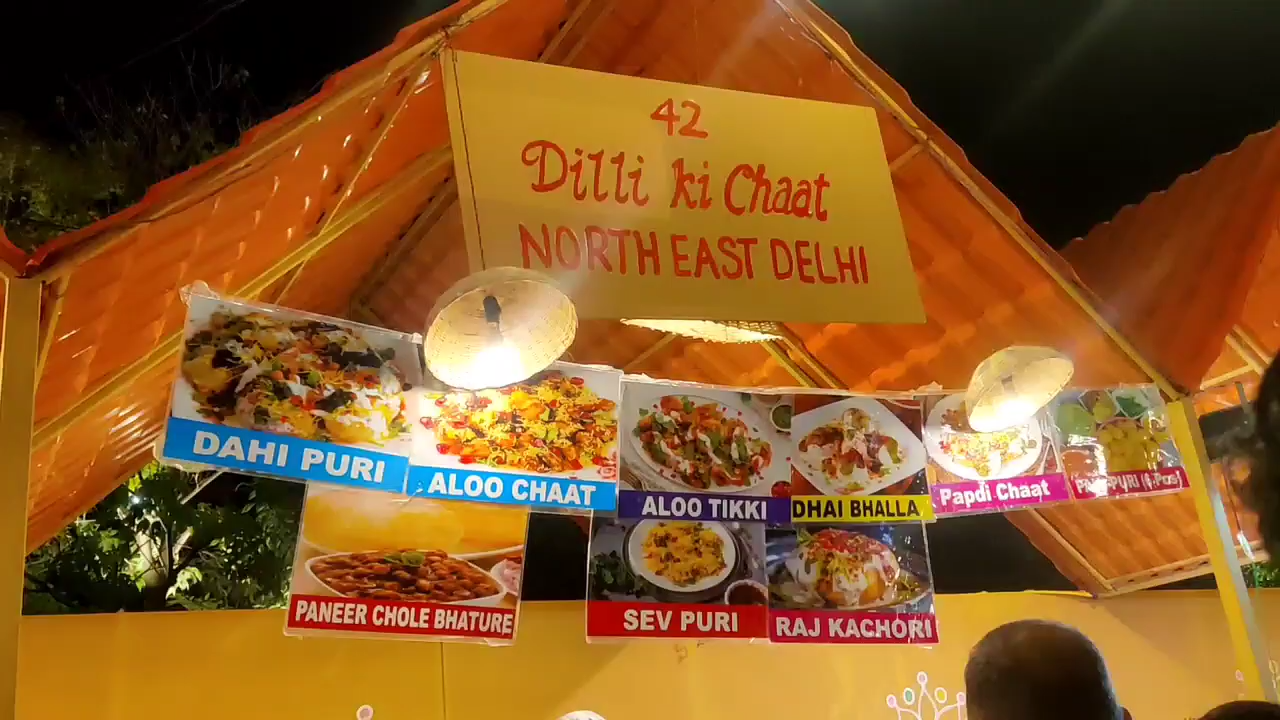 42
Dilli ki Chaat
NORTH EAST DELHI
DAHI PURI
ALOO CHAAT
ALOO TIKKI
DHAI BHALLA
Papdi Chaat
PANEER CHOLE BHATURE
SEV PURI
RAJ KACHORI